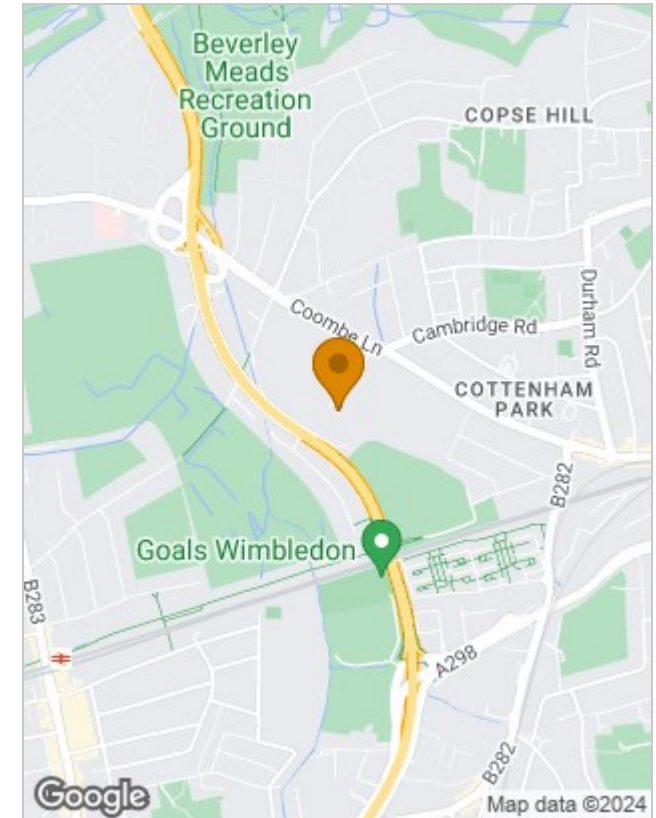 Beverley
Meads
Recreation
Ground
COPSE HILL
Coombe Ln
Cambridge Rd
Durham Rd
COTTENHAM
PARK
B282
Goals Wimbledon
B283
A298
B282
Google
Map data ©2024